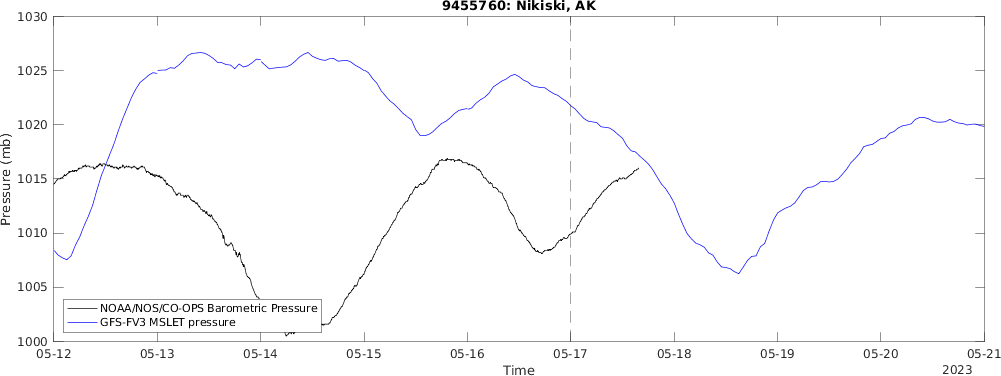 9455760: Nikiski, AK
1030
1025
1020
1015
1010
1005
1000
Pressure (mb)
NOAA/NOS/CO-OPS Barometric Pressure
GFS-FV3 MSLET pressure
05-12 05-13 05-14 05-15 05-16 05-17 05-18 05-19 05-20 05-21
Time
2023